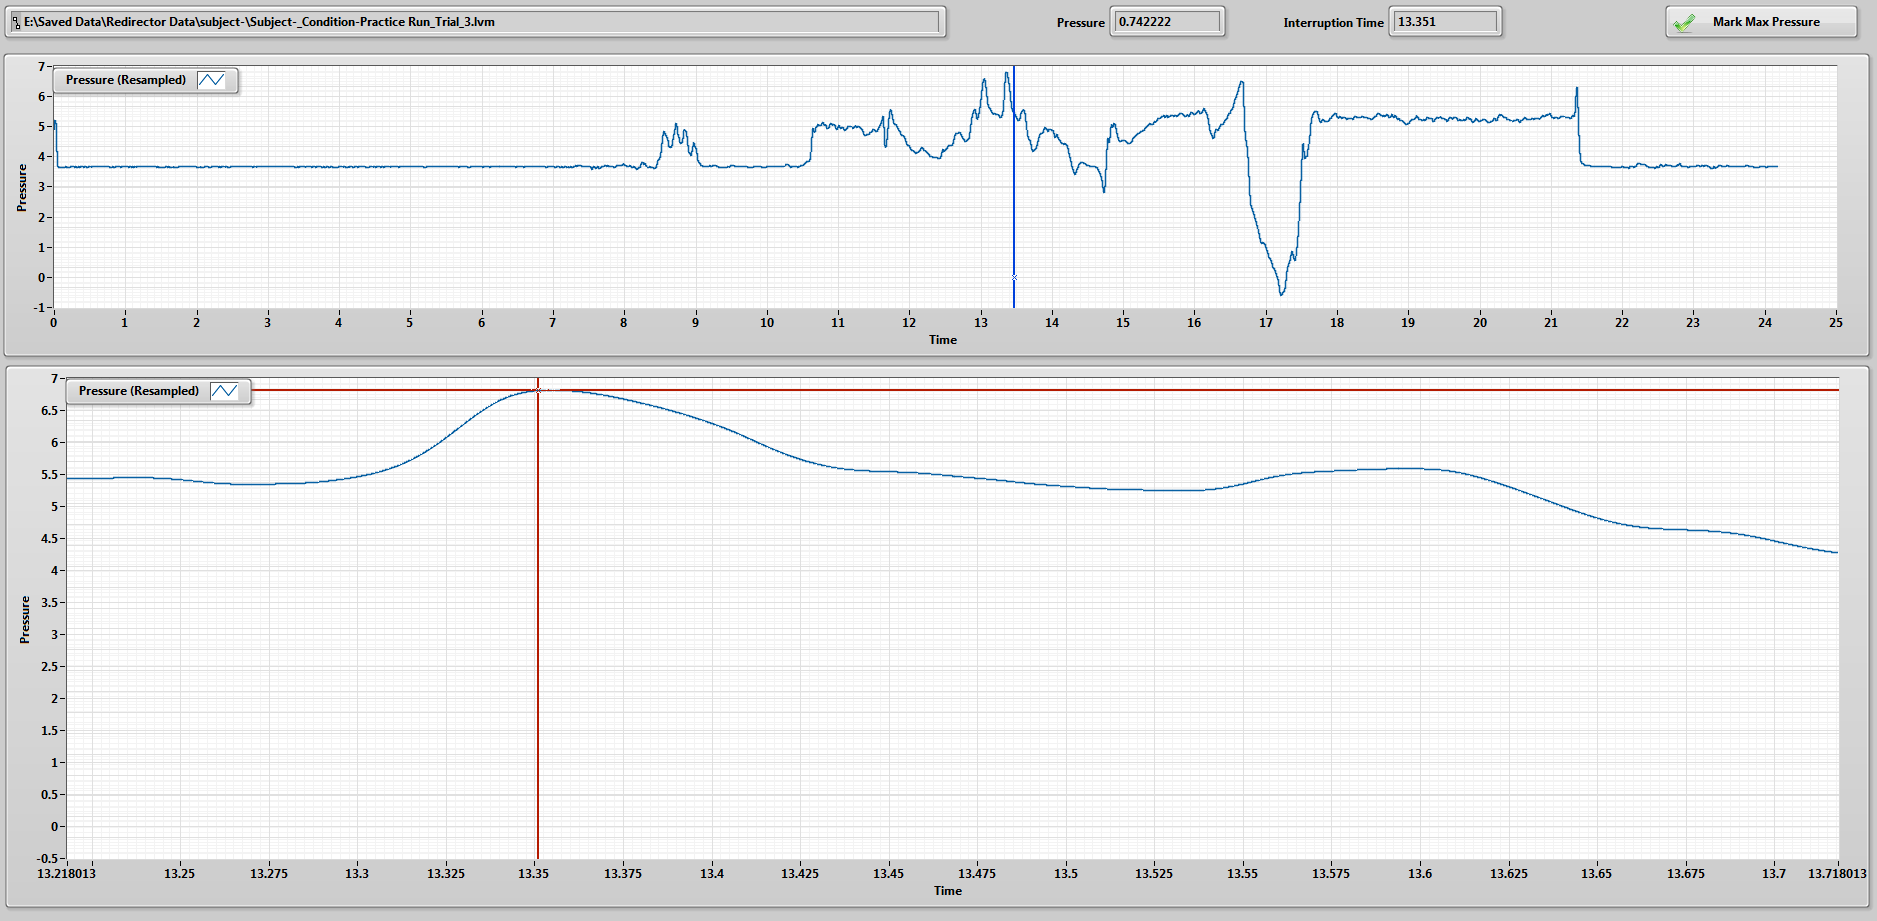 E:\Saved Data\Redirector Data\subject-\Subject-_Condition-Practice Run_Trial_3.lvm
Pressure 0.742222
Interruption Time 13.351
Mark Max Pressure
Pressure (Resampled)
7
6
5
4
3
2
1
0
-1
Pressure
0 1 2 3 4 5 6 7 8 9 10 11 12 13 14 15 16 17 18 19 20 21 22 23 24 25
Time
Pressure (Resampled)
7
6.5
6
5.5
5
4.5
4
3.5
3
2.5
2
1.5
1
0.5
0
-0.5
Pressure
13.218013 13.25 13.275 13.3 13.325 13.35 13.375 13.4 13.425 13.45 13.475 13.5 13.525 13.55 13.575 13.6 13.625 13.65 13.675 13.7 13.718013
Time